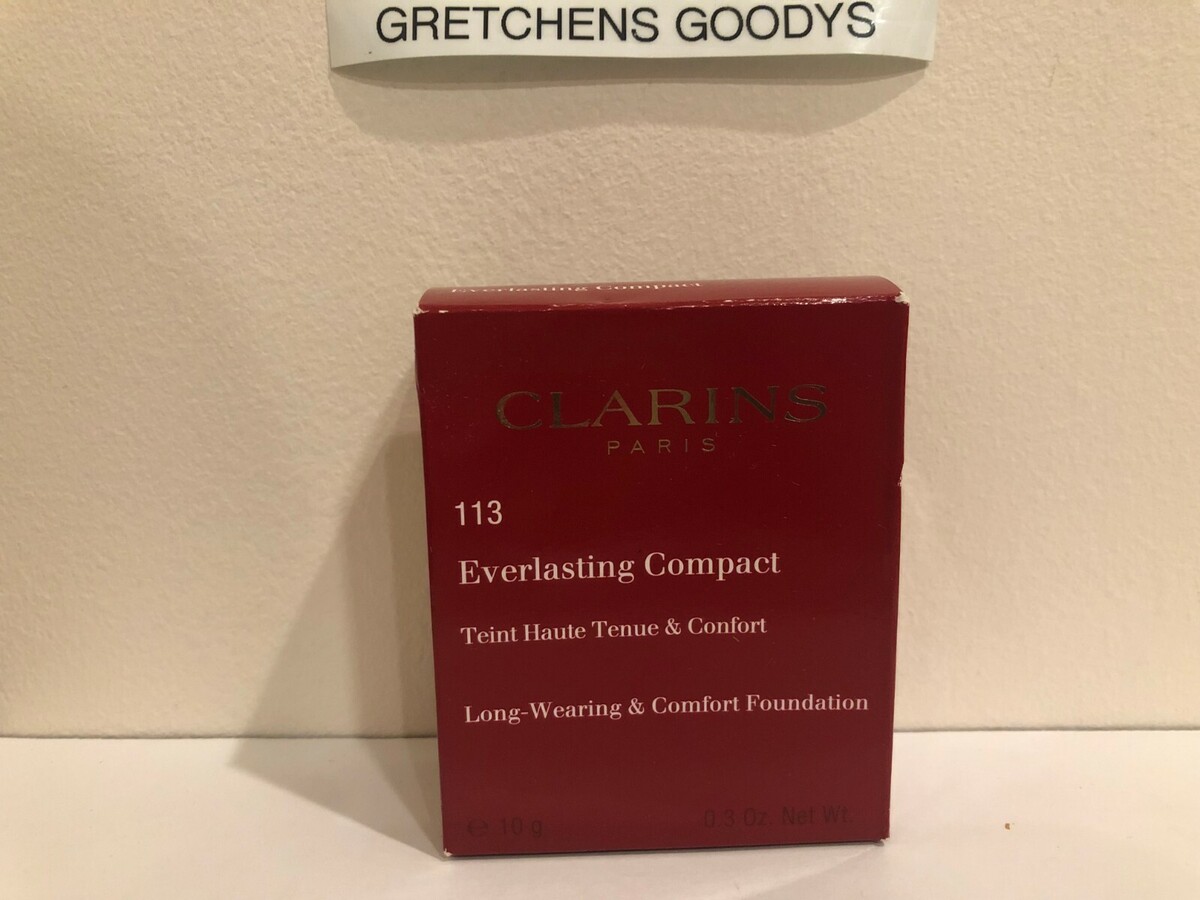 GRETCHENS GOODYS
Everlasting Compact
CLARINS
PARIS
113
Everlasting Compact
Teint Haute Tenue & Confort
Long-Wearing & Comfort Foundation
℮ 10 g 0.3 Oz. Net Wt.